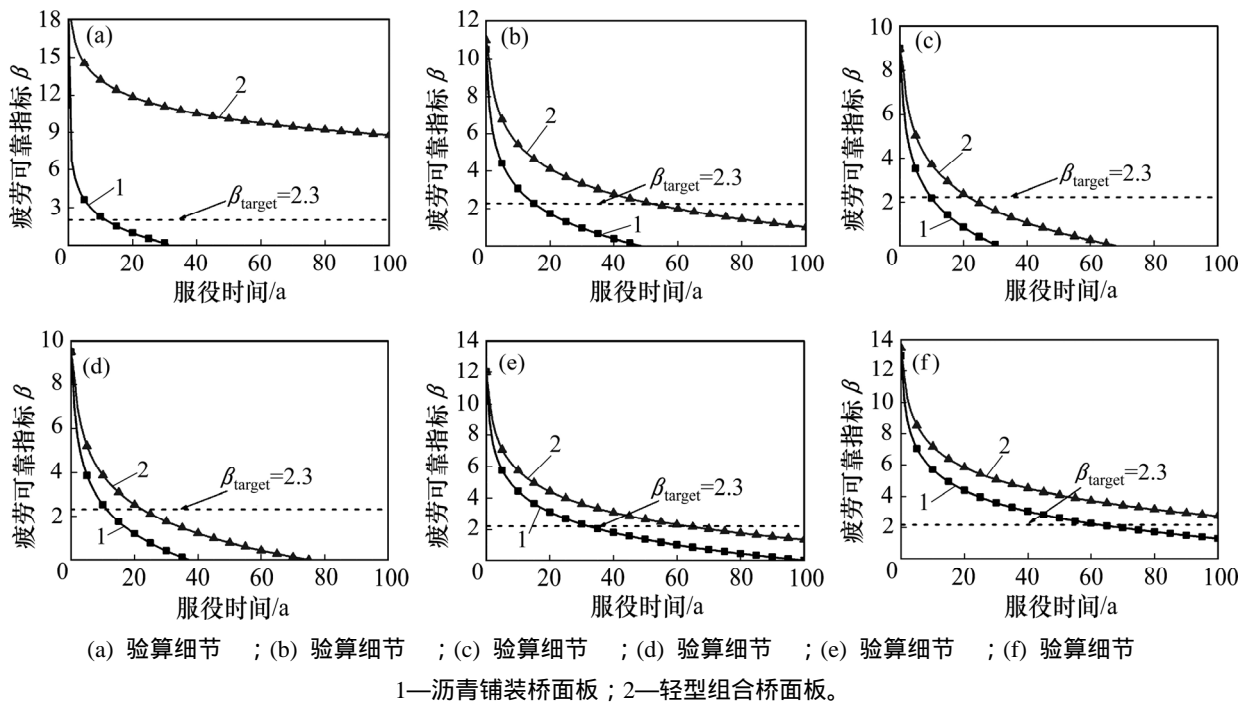 18
15
12
9
6
3
0 20 40 60 80 100
(a)
2
1
βtarget=2.3
疲劳可靠指标 β
服役时间/a
12
10
8
6
4
2
0 20 40 60 80 100
(b)
2
βtarget=2.3
1
疲劳可靠指标 β
服役时间/a
10
8
6
4
2
0 20 40 60 80 100
(c)
2
βtarget=2.3
1
疲劳可靠指标 β
服役时间/a
10
8
6
4
2
0 20 40 60 80 100
(d)
2
βtarget=2.3
1
疲劳可靠指标 β
服役时间/a
14
12
10
8
6
4
2
0 20 40 60 80 100
(e)
2
βtarget=2.3
1
疲劳可靠指标 β
服役时间/a
14
12
10
8
6
4
2
0 20 40 60 80 100
(f)
2
βtarget=2.3
1
疲劳可靠指标 β
服役时间/a
(a) 验算细节 ；(b) 验算细节 ；(c) 验算细节 ；(d) 验算细节 ；(e) 验算细节 ；(f) 验算细节
1—沥青铺装桥面板；2—轻型组合桥面板。